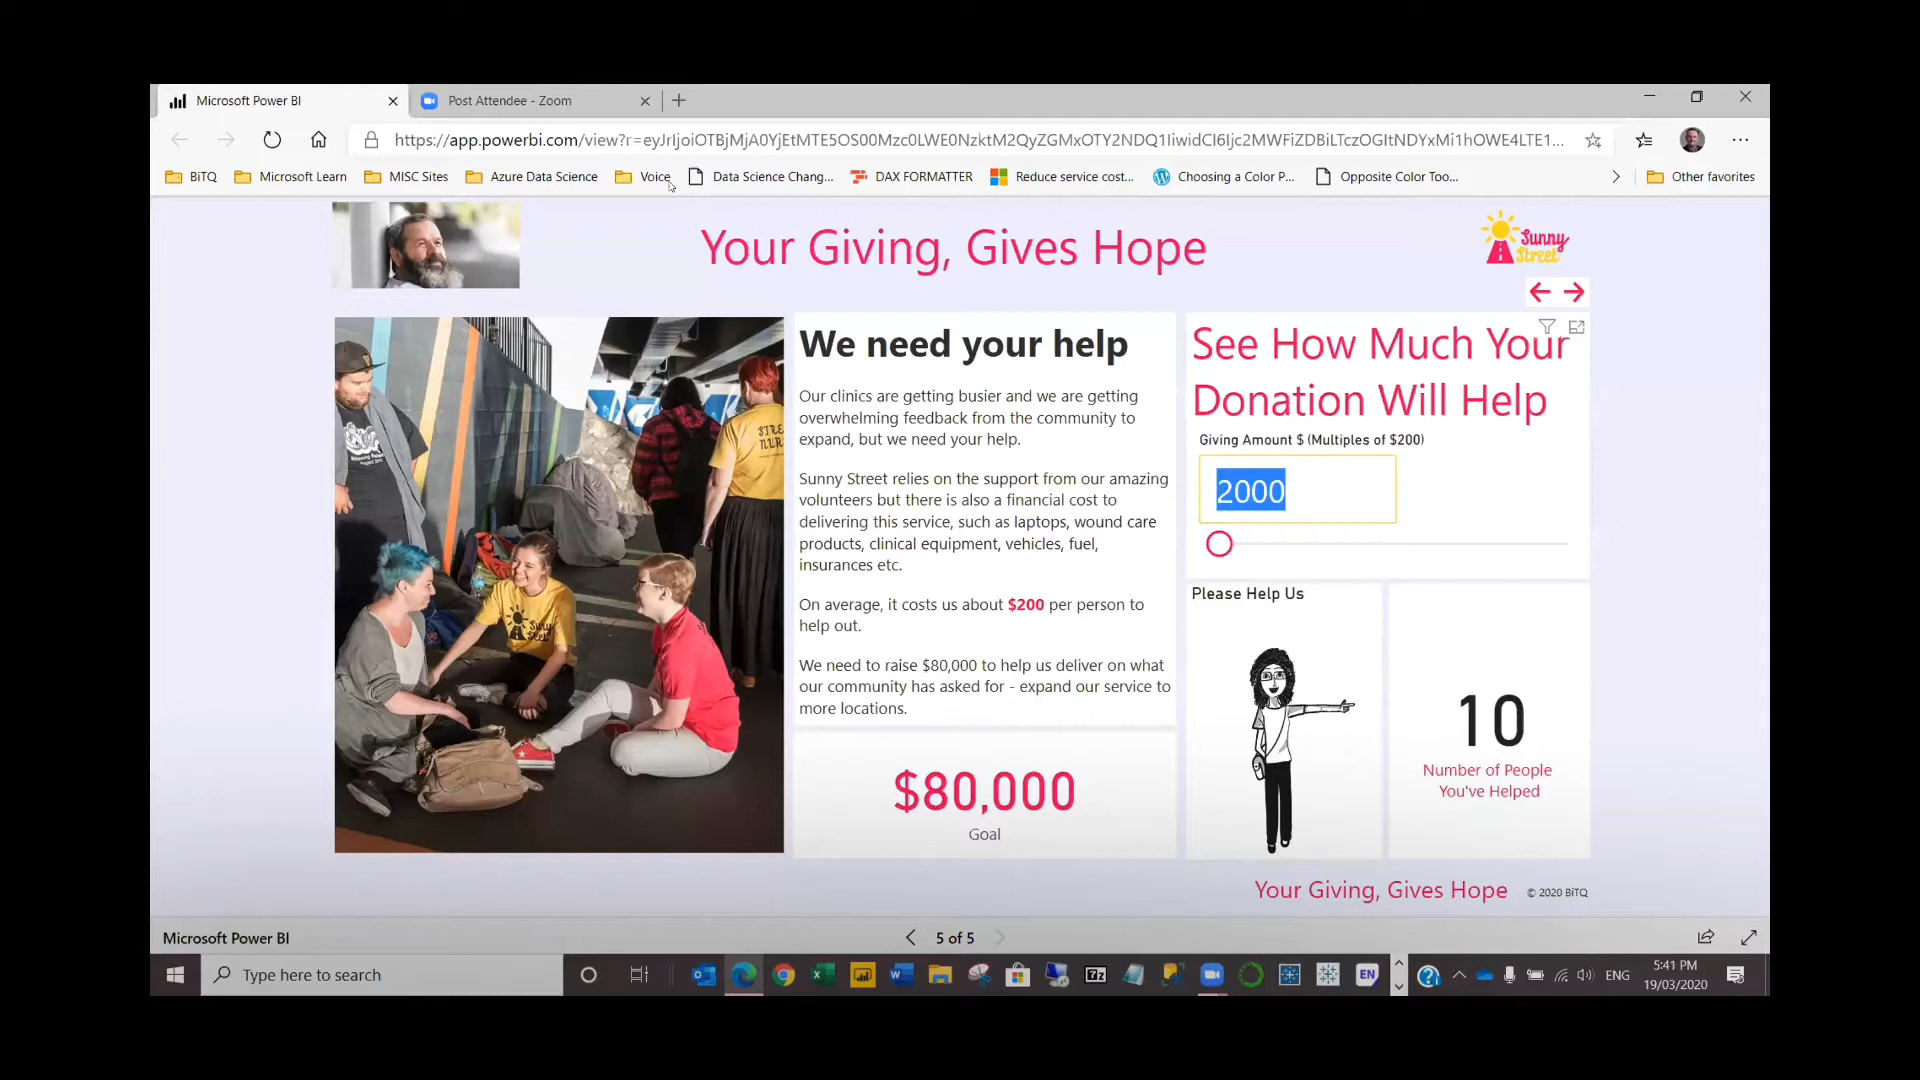 Microsoft Power BI
Post Attendee - Zoom
https://app.powerbi.com/view?r=eyJrIjoiOTBjMjA0YjEtMTE5OS00Mzc0LWE0NzktM2QyZGMxOTY2NDQ1IiwidCI6Ijc2MWFiZDBiLTczOGItNDYxMi1hOWE4LTE1...
BiTQ
Microsoft Learn
MISC Sites
Azure Data Science
Voice
Data Science Chang...
DAX FORMATTER
Reduce service cost...
Choosing a Color P...
Opposite Color Too...
Other favorites
Your Giving, Gives Hope
Sunny
Street
We need your help
Our clinics are getting busier and we are getting
overwhelming feedback from the community to
expand, but we need your help.
Sunny Street relies on the support from our amazing
volunteers but there is also a financial cost to
delivering this service, such as laptops, wound care
products, clinical equipment, vehicles, fuel,
insurances etc.
On average, it costs us about $200 per person to
help out.
We need to raise $80,000 to help us deliver on what
our community has asked for - expand our service to
more locations.
$80,000
Goal
See How Much Your
Donation Will Help
Giving Amount $ (Multiples of $200)
2000
Please Help Us
10
Number of People
You've Helped
Your Giving, Gives Hope
© 2020 BiTQ
Microsoft Power BI
5 of 5
Type here to search
7z
EN
ENG
5:41 PM
19/03/2020